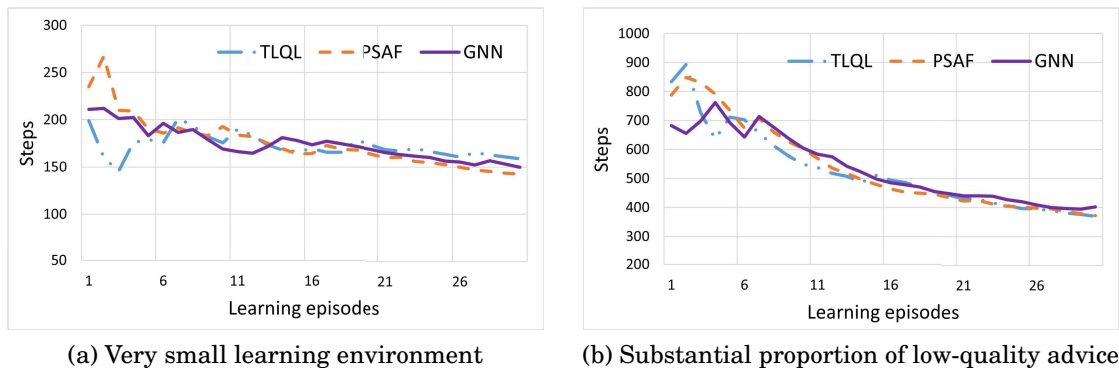 300
250
200
150
100
50
Steps
TLQL PSAF GNN
1 6 11 16 21 26
Learning episodes
(a) Very small learning environment
1000
900
800
700
600
500
400
300
200
Steps
TLQL PSAF GNN
1 6 11 16 21 26
Learning episodes
(b) Substantial proportion of low-quality advice